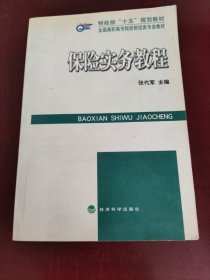 财政部“十五”规划教材
全国高职高专院校财经类专业教材
保险实务教程
张代军 主编
BAOXIAN SHIWU JIAOCHENG
经济科学出版社